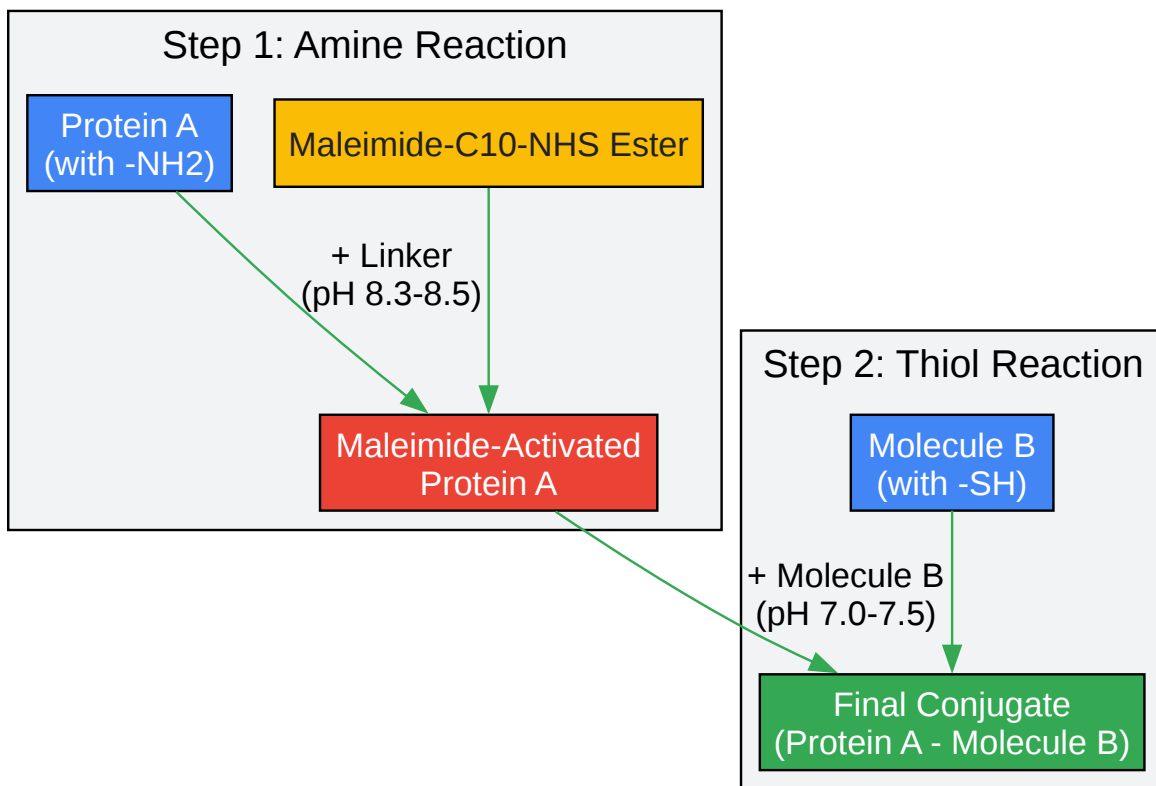 Step 1: Amine Reaction
Protein A
(with -NH2)
Maleimide-C10-NHS Ester
+ Linker
(pH 8.3-8.5)
Maleimide-Activated
Protein A
Step 2: Thiol Reaction
Molecule B
(with -SH)
+ Molecule B
(pH 7.0-7.5)
Final Conjugate
(Protein A - Molecule B)